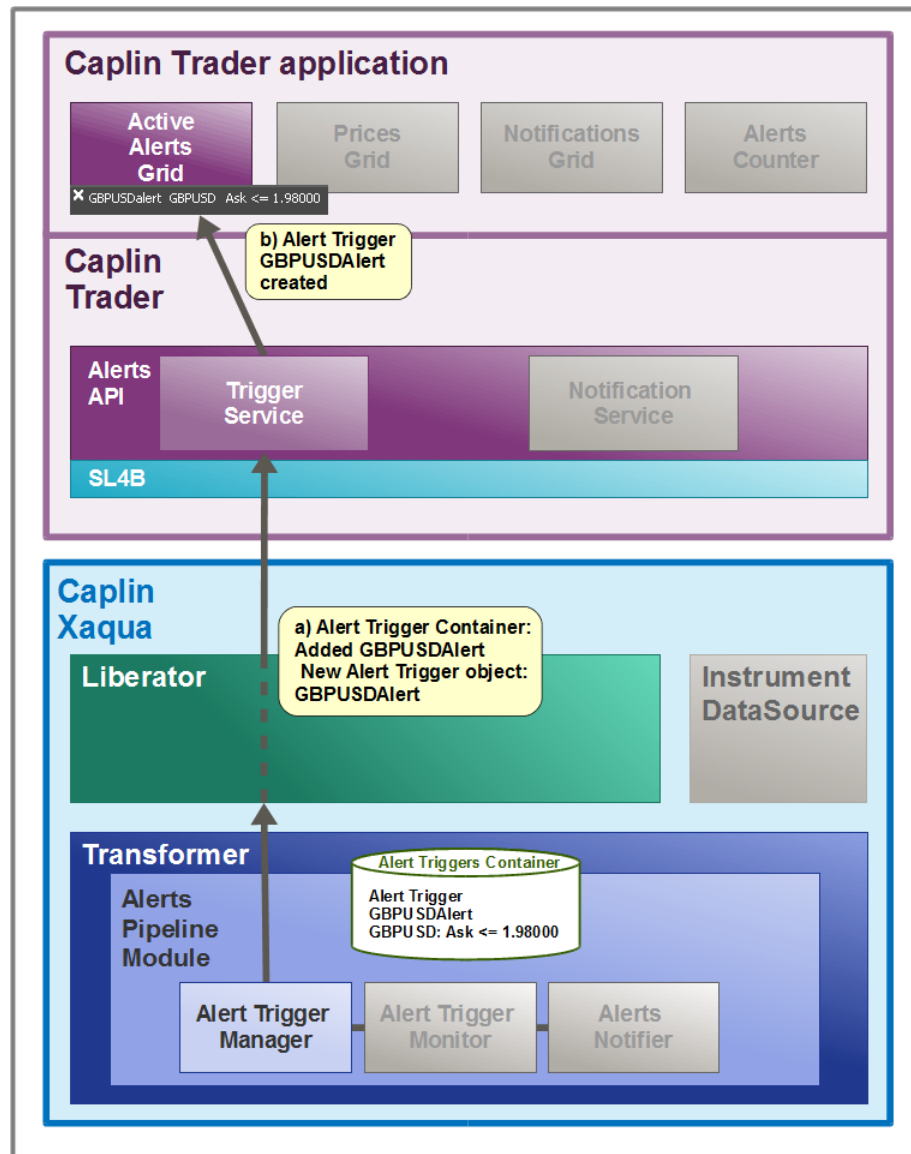 Caplin Trader application
Active
Alerts
Grid
Prices
Grid
Notifications
Grid
Alerts
Counter
GBPUSDalert GBPUSD Ask <= 1.98000
b) Alert Trigger
GBPUSDAlert
created
Caplin
Trader
Alerts
API
Trigger
Service
Notification
Service
SL4B
Caplin
Xaqua
a) Alert Trigger Container:
Added GBPUSDAlert
New Alert Trigger object:
GBPUSDAlert
Liberator
Instrument
DataSource
Transformer
Alert Triggers Container
Alert Trigger
GBPUSDAlert
GBPUSD: Ask <= 1.98000
Alerts
Pipeline
Module
Alert Trigger
Manager
Alert Trigger
Monitor
Alerts
Notifier